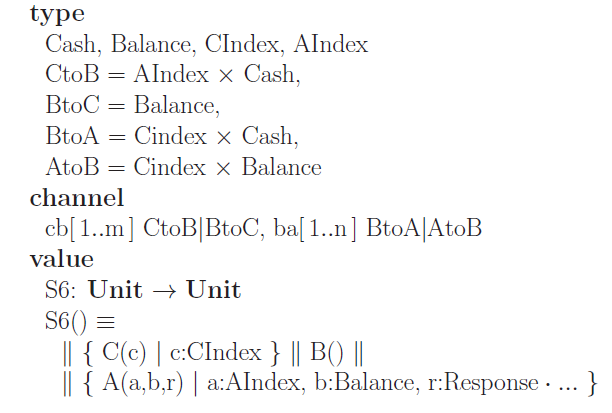 type
Cash, Balance, CIndex, AIndex
CtoB = AIndex × Cash,
BtoC = Balance,
BtoA = Cindex × Cash,
AtoB = Cindex × Balance
channel
cb[ 1..m ] CtoB|BtoC, ba[ 1..n ] BtoA|AtoB
value
S6: Unit → Unit
S6() ≡
∥ { C(c) | c:CIndex } ∥ B() ∥
∥ { A(a,b,r) | a:AIndex, b:Balance, r:Response • ... }